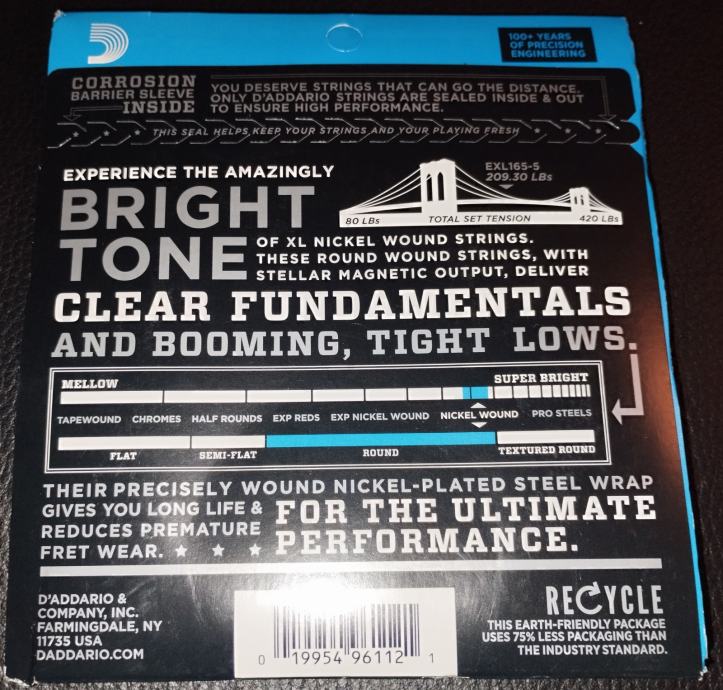 100+ YEARS
OF PRECISION
ENGINEERING
CORROSION
BARRIER SLEEVE
INSIDE
YOU DESERVE STRINGS THAT CAN GO THE DISTANCE.
ONLY D'ADDARIO STRINGS ARE SEALED INSIDE & OUT
TO ENSURE HIGH PERFORMANCE.
THIS SEAL HELPS KEEP YOUR STRINGS AND YOUR PLAYING FRESH
EXPERIENCE THE AMAZINGLY
BRIGHT
TONE
EXL165-5
209.30 LBs
80 LBs
TOTAL SET TENSION
420 LBs
OF XL NICKEL WOUND STRINGS.
THESE ROUND WOUND STRINGS, WITH
STELLAR MAGNETIC OUTPUT, DELIVER
CLEAR FUNDAMENTALS
AND BOOMING, TIGHT LOWS.
MELLOW
SUPER BRIGHT
TAPEWOUND CHROMES HALF ROUNDS EXP REDS EXP NICKEL WOUND NICKEL WOUND PRO STEELS
FLAT SEMI-FLAT ROUND TEXTURED ROUND
THEIR PRECISELY WOUND NICKEL-PLATED STEEL WRAP
GIVES YOU LONG LIFE &
REDUCES PREMATURE
FRET WEAR.
FOR THE ULTIMATE
PERFORMANCE.
D'ADDARIO &
COMPANY, INC.
FARMINGDALE, NY
11735 USA
DADDARIO.COM
0 19954 96112 1
RECYCLE
THIS EARTH-FRIENDLY PACKAGE
USES 75% LESS PACKAGING THAN
THE INDUSTRY STANDARD.